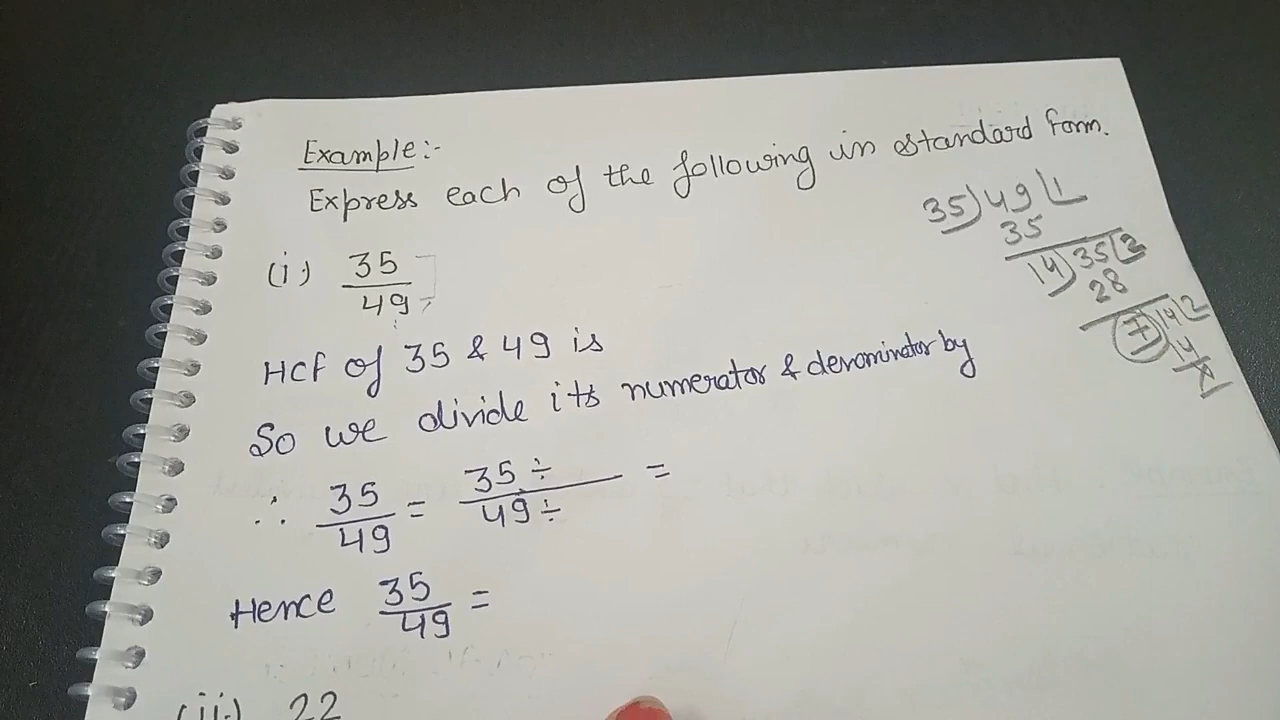 Example:-
Express each of the following in standard form.
(i.) 35/49
HCF of 35 & 49 is
So we divide its numerator & denominator by
∴ 35/49 = 35÷/49÷ =
Hence 35/49 =
(ii.) 22
35)49(1
35
14)35(2
28
7)14(2
14
x